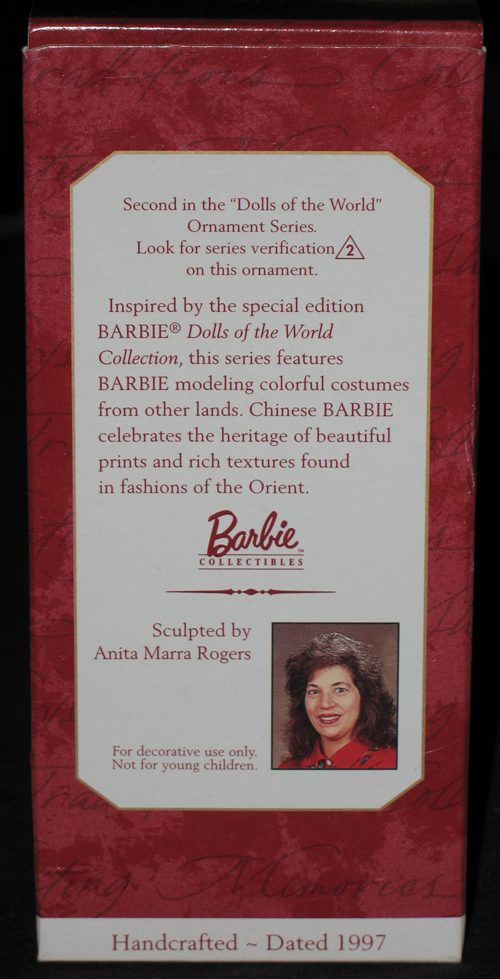 Second in the “Dolls of the World”
Ornament Series.
Look for series verification 2
on this ornament.
Inspired by the special edition
BARBIE® Dolls of the World
Collection, this series features
BARBIE modeling colorful costumes
from other lands. Chinese BARBIE
celebrates the heritage of beautiful
prints and rich textures found
in fashions of the Orient.
Barbie™
COLLECTIBLES
Sculpted by
Anita Marra Rogers
For decorative use only.
Not for young children.
Memories
Handcrafted ~ Dated 1997